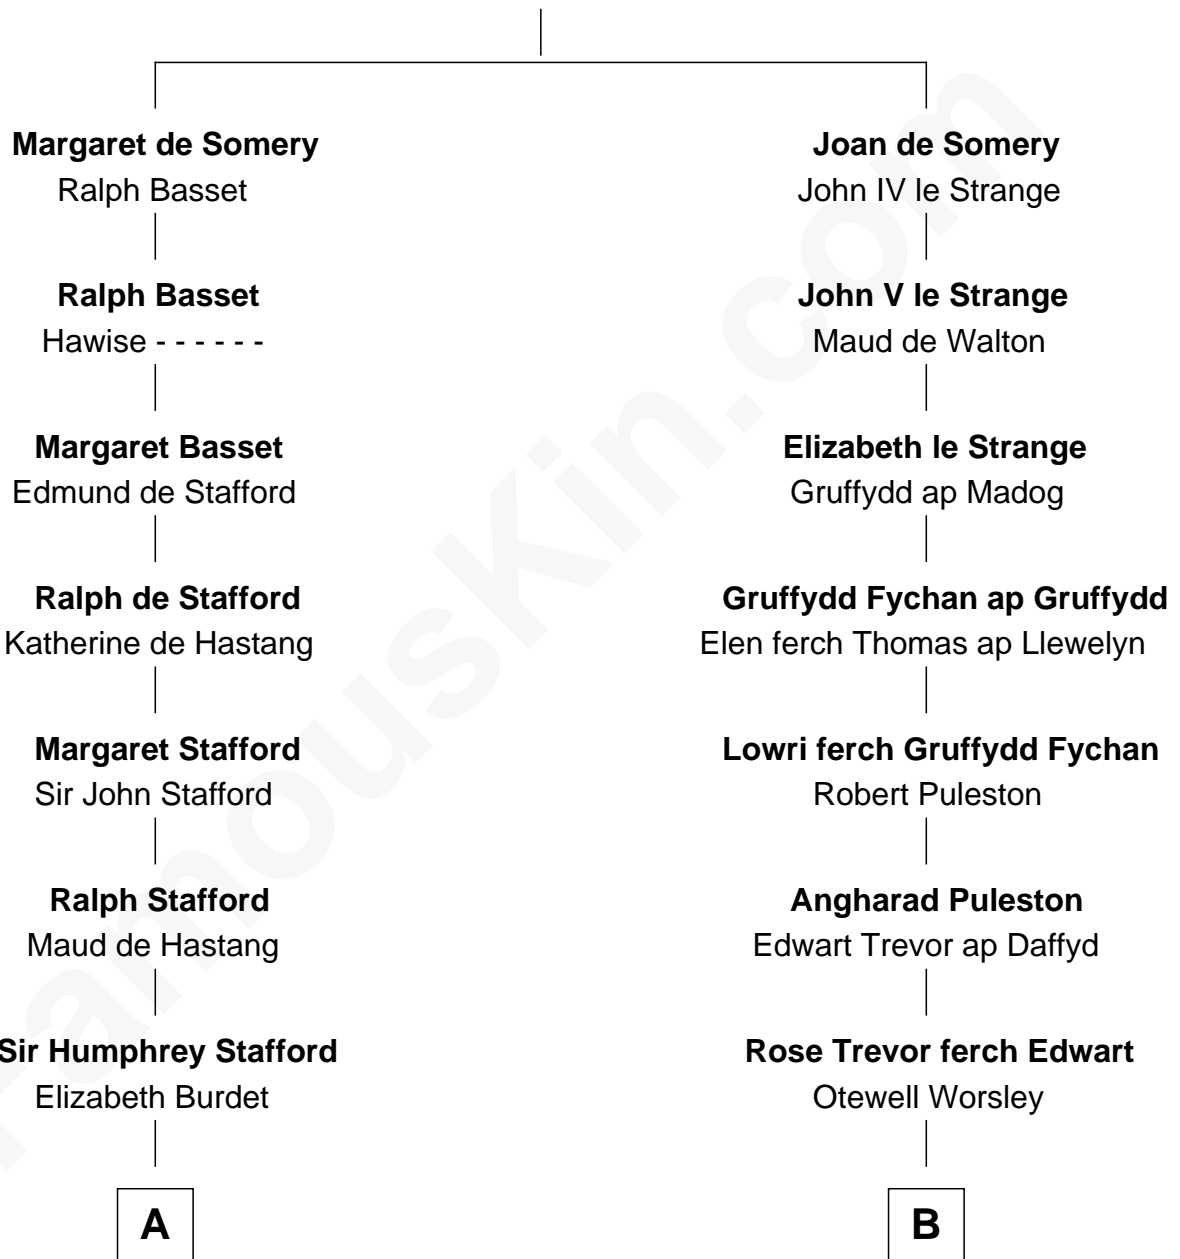 Margaret de Somery
Ralph Basset
Ralph Basset
Hawise - - - - - -
Margaret Basset
Edmund de Stafford
Ralph de Stafford
Katherine de Hastang
Margaret Stafford
Sir John Stafford
Ralph Stafford
Maud de Hastang
Sir Humphrey Stafford
Elizabeth Burdet
A
Joan de Somery
John IV le Strange
John V le Strange
Maud de Walton
Elizabeth le Strange
Gruffydd ap Madog
Gruffydd Fychan ap Gruffydd
Elen ferch Thomas ap Llewelyn
Lowri ferch Gruffydd Fychan
Robert Puleston
Angharad Puleston
Edwart Trevor ap Daffyd
Rose Trevor ferch Edwart
Otewell Worsley
B
FamousKin.com